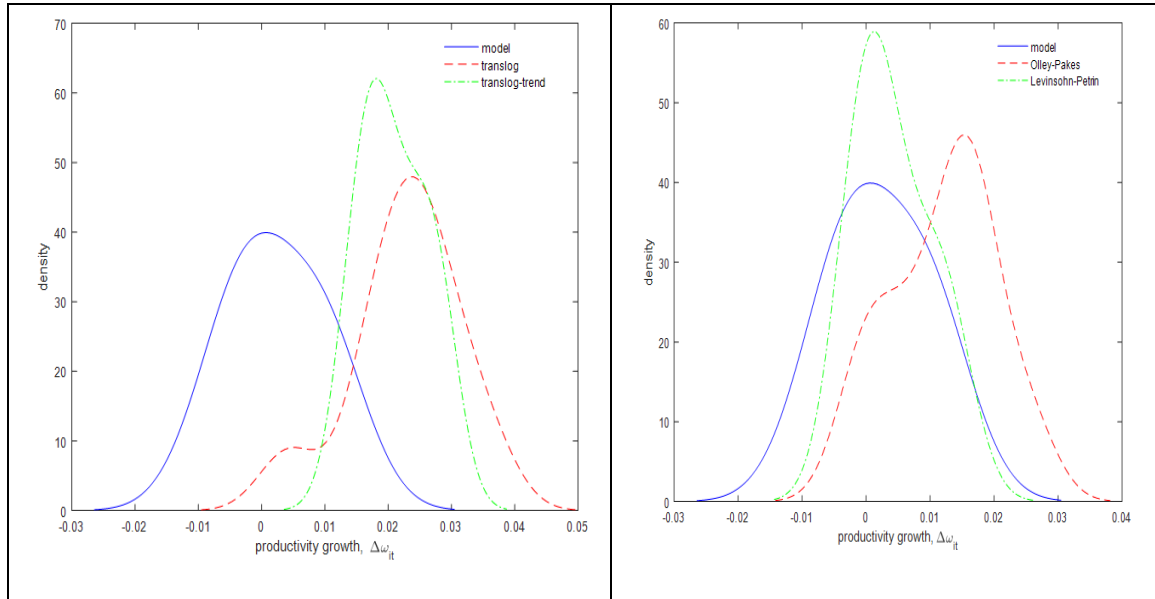 70
60
50
40
30
20
10
0
density
model
translog
translog-trend
-0.03 -0.02 -0.01 0 0.01 0.02 0.03 0.04 0.05
productivity growth, Δω_it
60
50
40
30
20
10
0
density
model
Olley-Pakes
Levinsohn-Petrin
-0.03 -0.02 -0.01 0 0.01 0.02 0.03 0.04
productivity growth, Δω_it